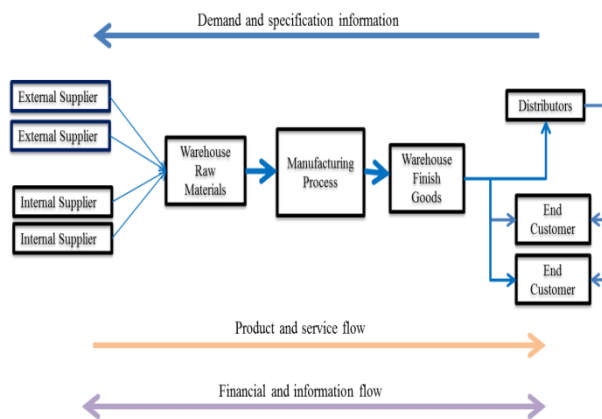 Demand and specification information
External Supplier
External Supplier
Internal Supplier
Internal Supplier
Warehouse
Raw
Materials
Manufacturing
Process
Warehouse
Finish
Goods
Distributors
End
Customer
End
Customer
Product and service flow
Financial and information flow